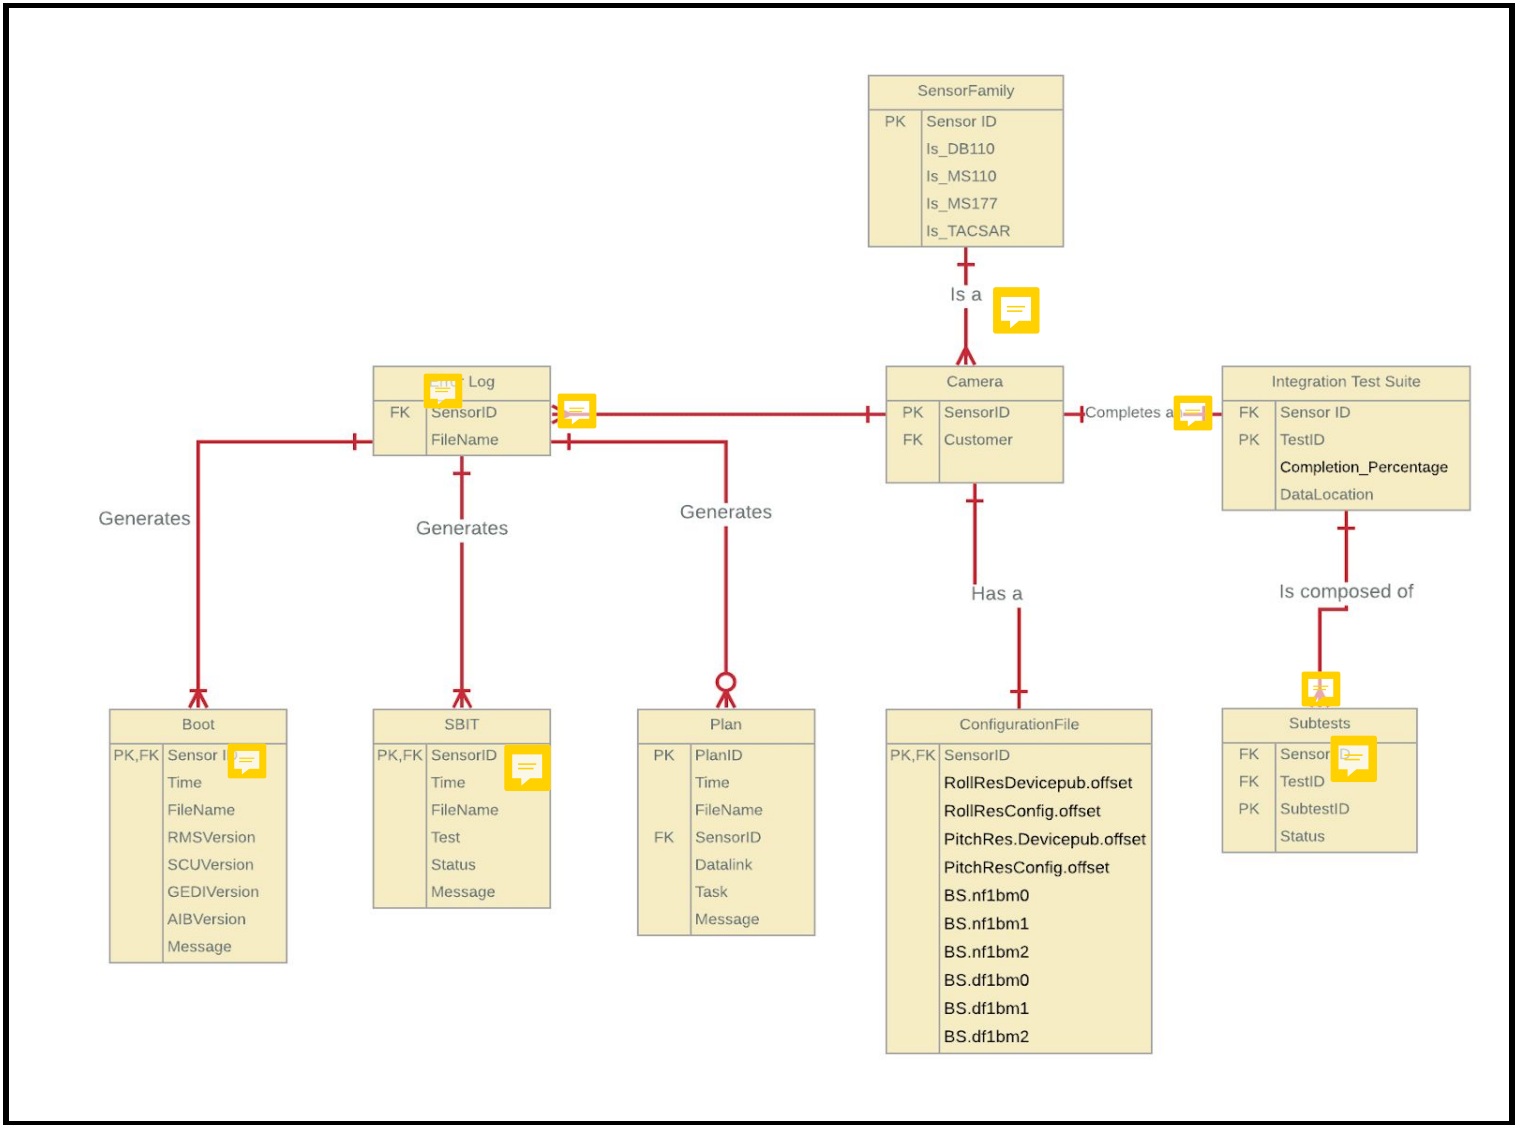 SensorFamily
PK Sensor ID
Is_DB110
Is_MS110
Is_MS177
Is_TACSAR
Is a
Log
FK SensorID
FileName
Camera
PK SensorID
FK Customer
Completes a
Integration Test Suite
FK Sensor ID
PK TestID
Completion_Percentage
DataLocation
Generates
Generates
Generates
Has a
Is composed of
Boot
PK,FK Sensor ID
Time
FileName
RMSVersion
SCUVersion
GEDIVersion
AIBVersion
Message
SBIT
PK,FK SensorID
Time
FileName
Test
Status
Message
Plan
PK PlanID
Time
FileName
FK SensorID
Datalink
Task
Message
ConfigurationFile
PK,FK SensorID
RollResDevicepub.offset
RollResConfig.offset
PitchRes.Devicepub.offset
PitchResConfig.offset
BS.nf1bm0
BS.nf1bm1
BS.nf1bm2
BS.df1bm0
BS.df1bm1
BS.df1bm2
Subtests
FK Sensor ID
FK TestID
PK SubtestID
Status